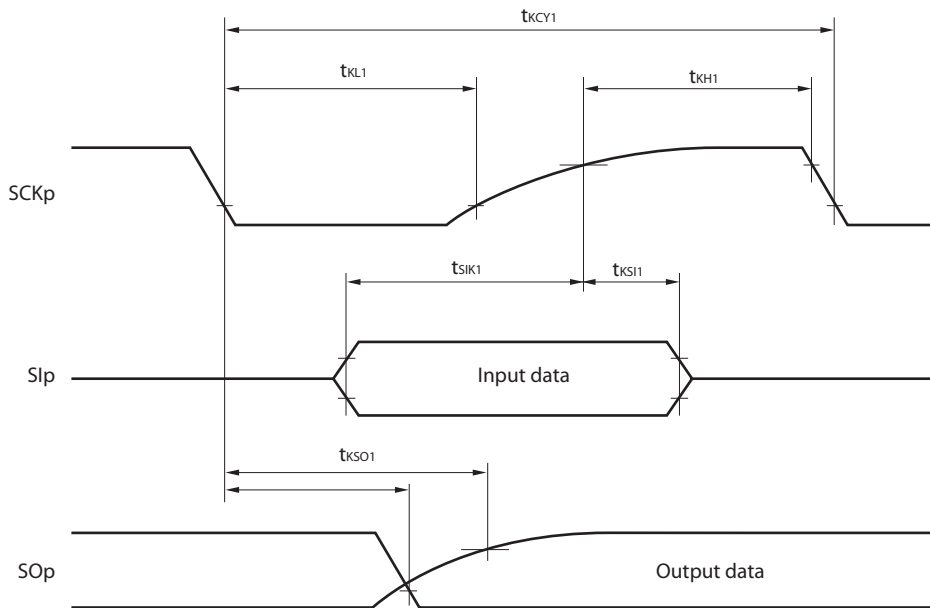 tKCY1
tKL1
tKH1
SCKp
tSIK1
tKSI1
SIp
Input data
tKSO1
SOp
Output data